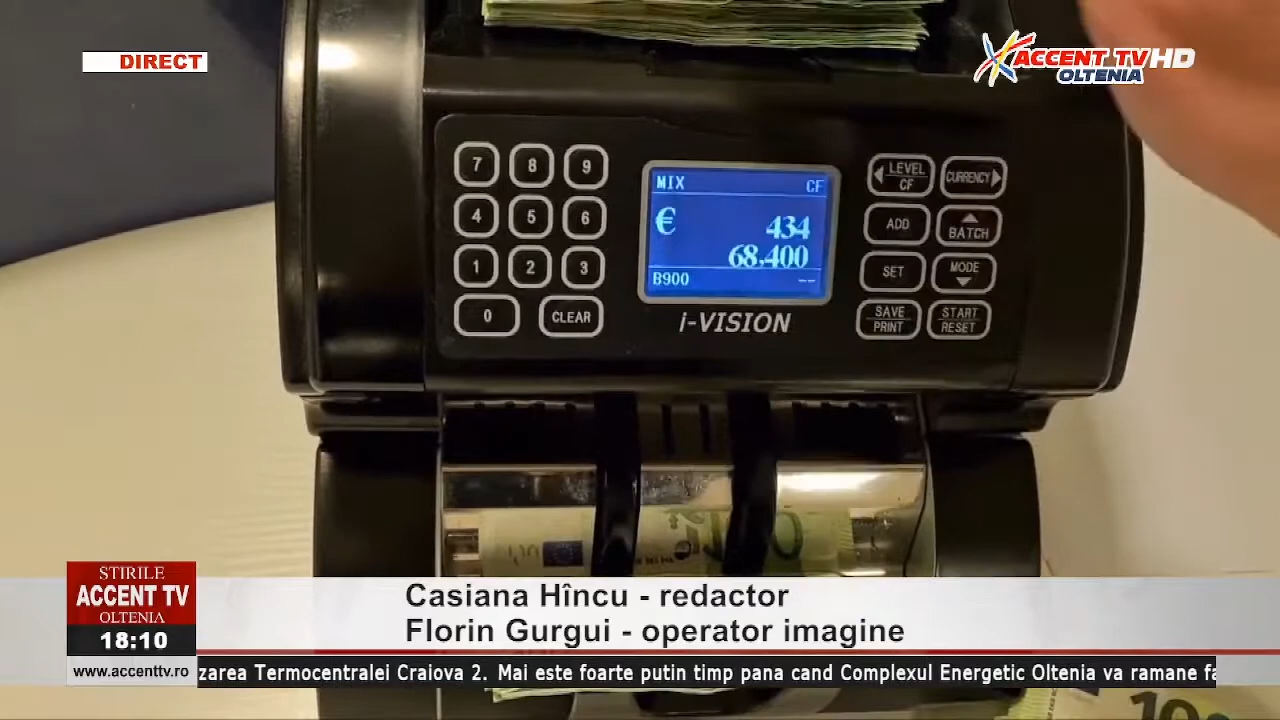 DIRECT
ACCENT TV HD
OLTENIA
7 8 9
4 5 6
1 2 3
0 CLEAR
MIX CF
€ 434
68.400
B900 --
i-VISION
LEVEL
CF
CURRENCY
ADD
BATCH
SET
MODE
SAVE
PRINT
START
RESET
STIRILE
ACCENT TV
OLTENIA
18:10
www.accenttv.ro
Casiana Hîncu - redactor
Florin Gurgui - operator imagine
zarea Termocentralei Craiova 2. Mai este foarte putin timp pana cand Complexul Energetic Oltenia va ramane fa